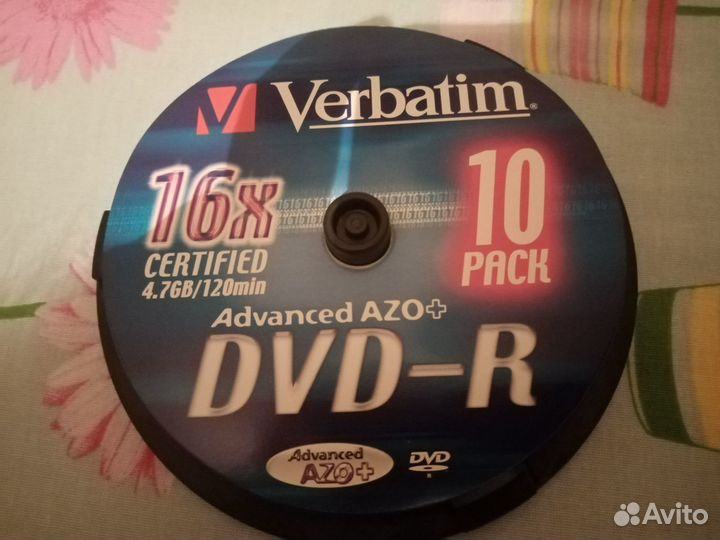 Verbatim®
16x
CERTIFIED
4.7GB/120min
10
PACK
Advanced AZO+
DVD-R
Advanced
AZO+
DVD
R
Avito